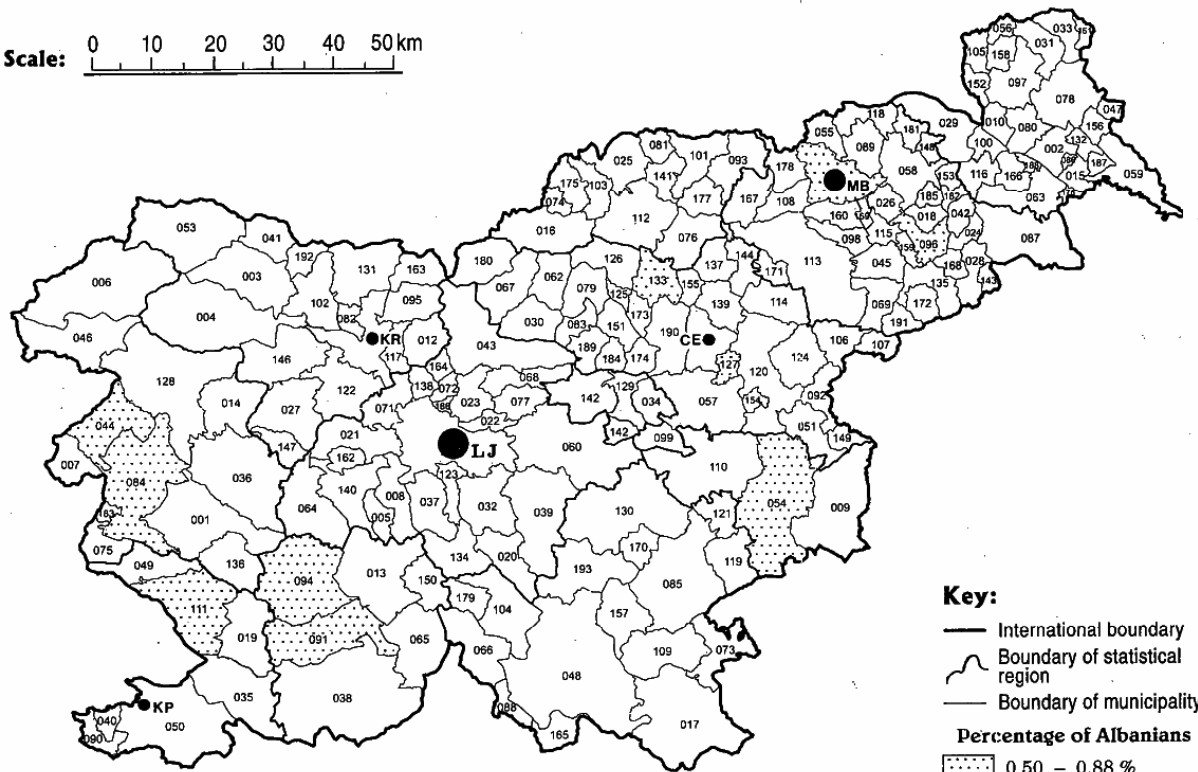 Scale: 0 10 20 30 40 50 km
056 033 161
031
105 158
152 097
078
047
118 029 010 080 156
055 181 132
081 089 148 100 002
025 101 093 178 058 187
141 116 166 015 059
175 103 MB 153
074 177 167 108 185 063
112 026 018 042
018 160 024 087
053 076 098 115 096
041 180 126 137 144 113 045 168 028
192 131 163 062 133 171 135 143
006 003 067 079 155
102 095 125 139 114 069 172
004 082 030 173 191
083 151 190
046 KR 012 043 CE 106 107
146 117 189 184 174 124
128 164 127 120
122 138 072 068 129 092
014 027 071 023 077 142 034 057 154
044 022 051
021 142 099 149
147 LJ 060
007 162 110
036 123
084 140 008 037 032 039 054 009
064 005 130 121
183 001
075 134 020 170 119
049 138 094 013 193 085
150 179 104
111 157
019 091 065
066 109 073
048
035 038
KP 088
040 050 165 017
090
Key:
International boundary
Boundary of statistical
region
Boundary of municipality
Percentage of Albanians
0.50 – 0.88 %